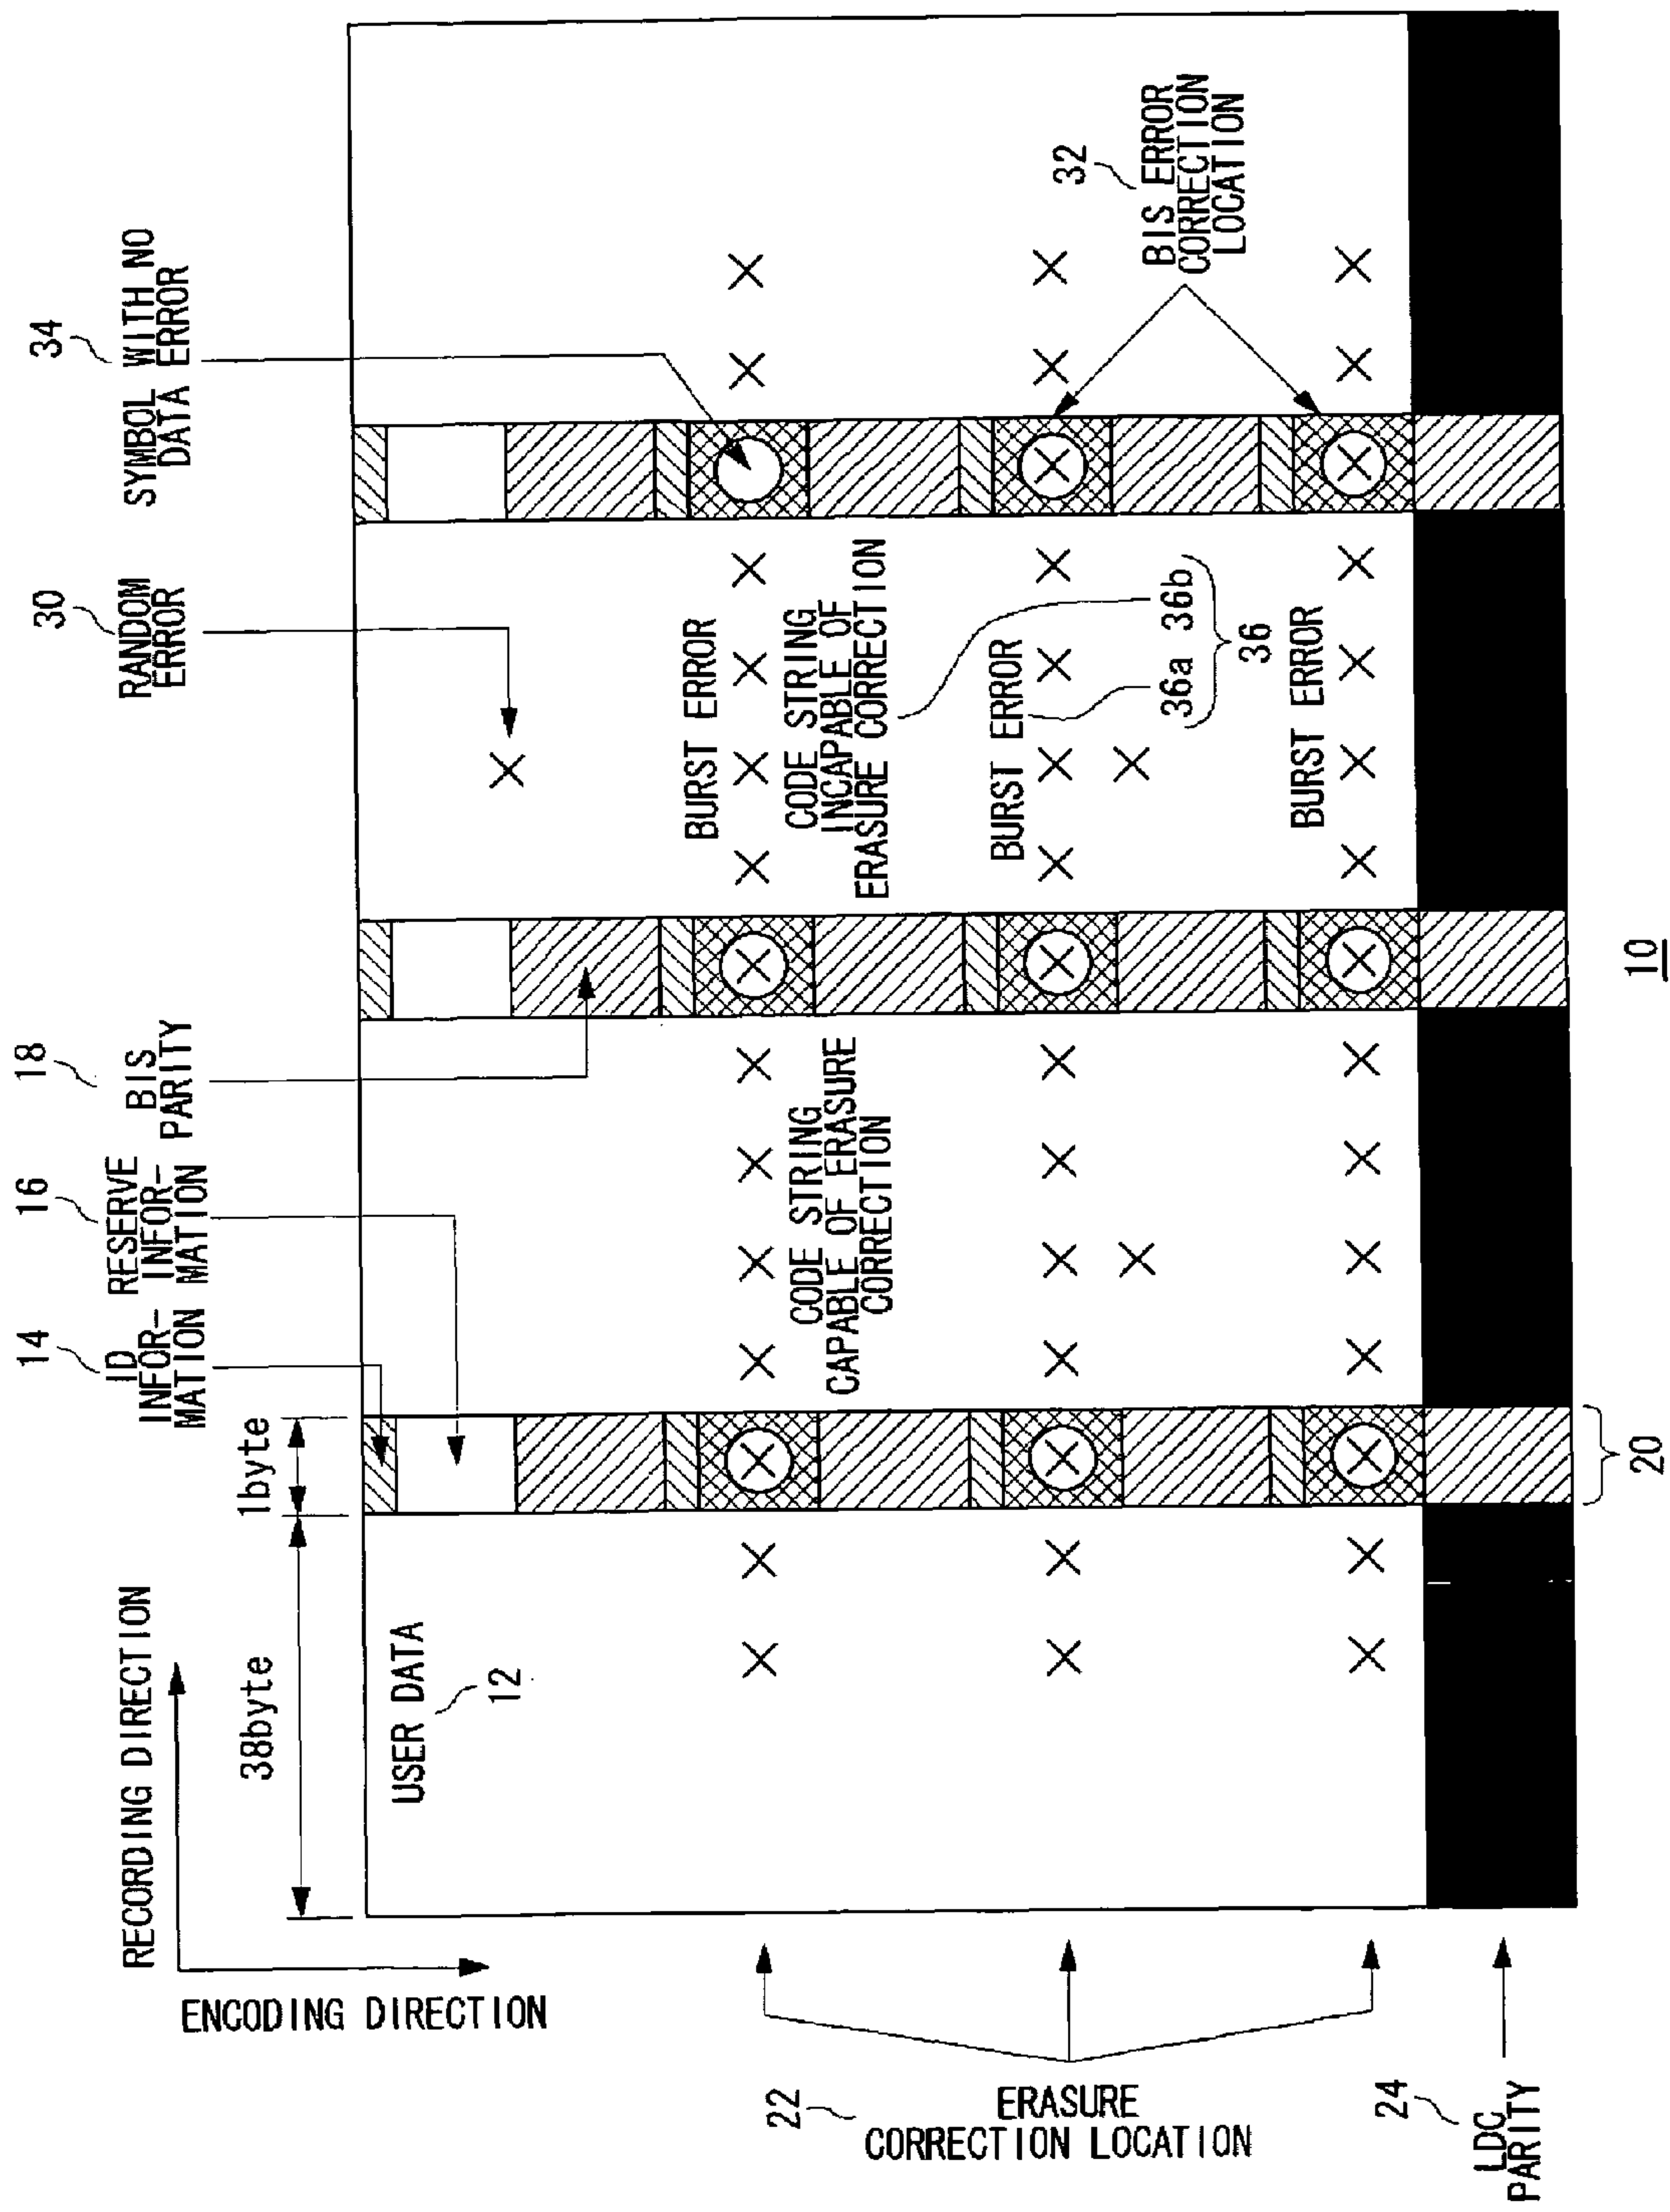 RECORDING DIRECTION
ENCODING DIRECTION
38byte
1byte
14
ID
INFOR-
MATION
16
RESERVE
INFOR-
MATION
18
BIS
PARITY
30
RANDOM
ERROR
34
SYMBOL WITH NO
DATA ERROR
USER DATA
12
BURST ERROR
CODE STRING
CAPABLE OF ERASURE
CORRECTION
CODE STRING
INCAPABLE OF
ERASURE CORRECTION
BURST ERROR
36a
36b
36
BURST ERROR
32
BIS ERROR
CORRECTION
LOCATION
22
ERASURE
CORRECTION LOCATION
24
LDC
PARITY
20
10